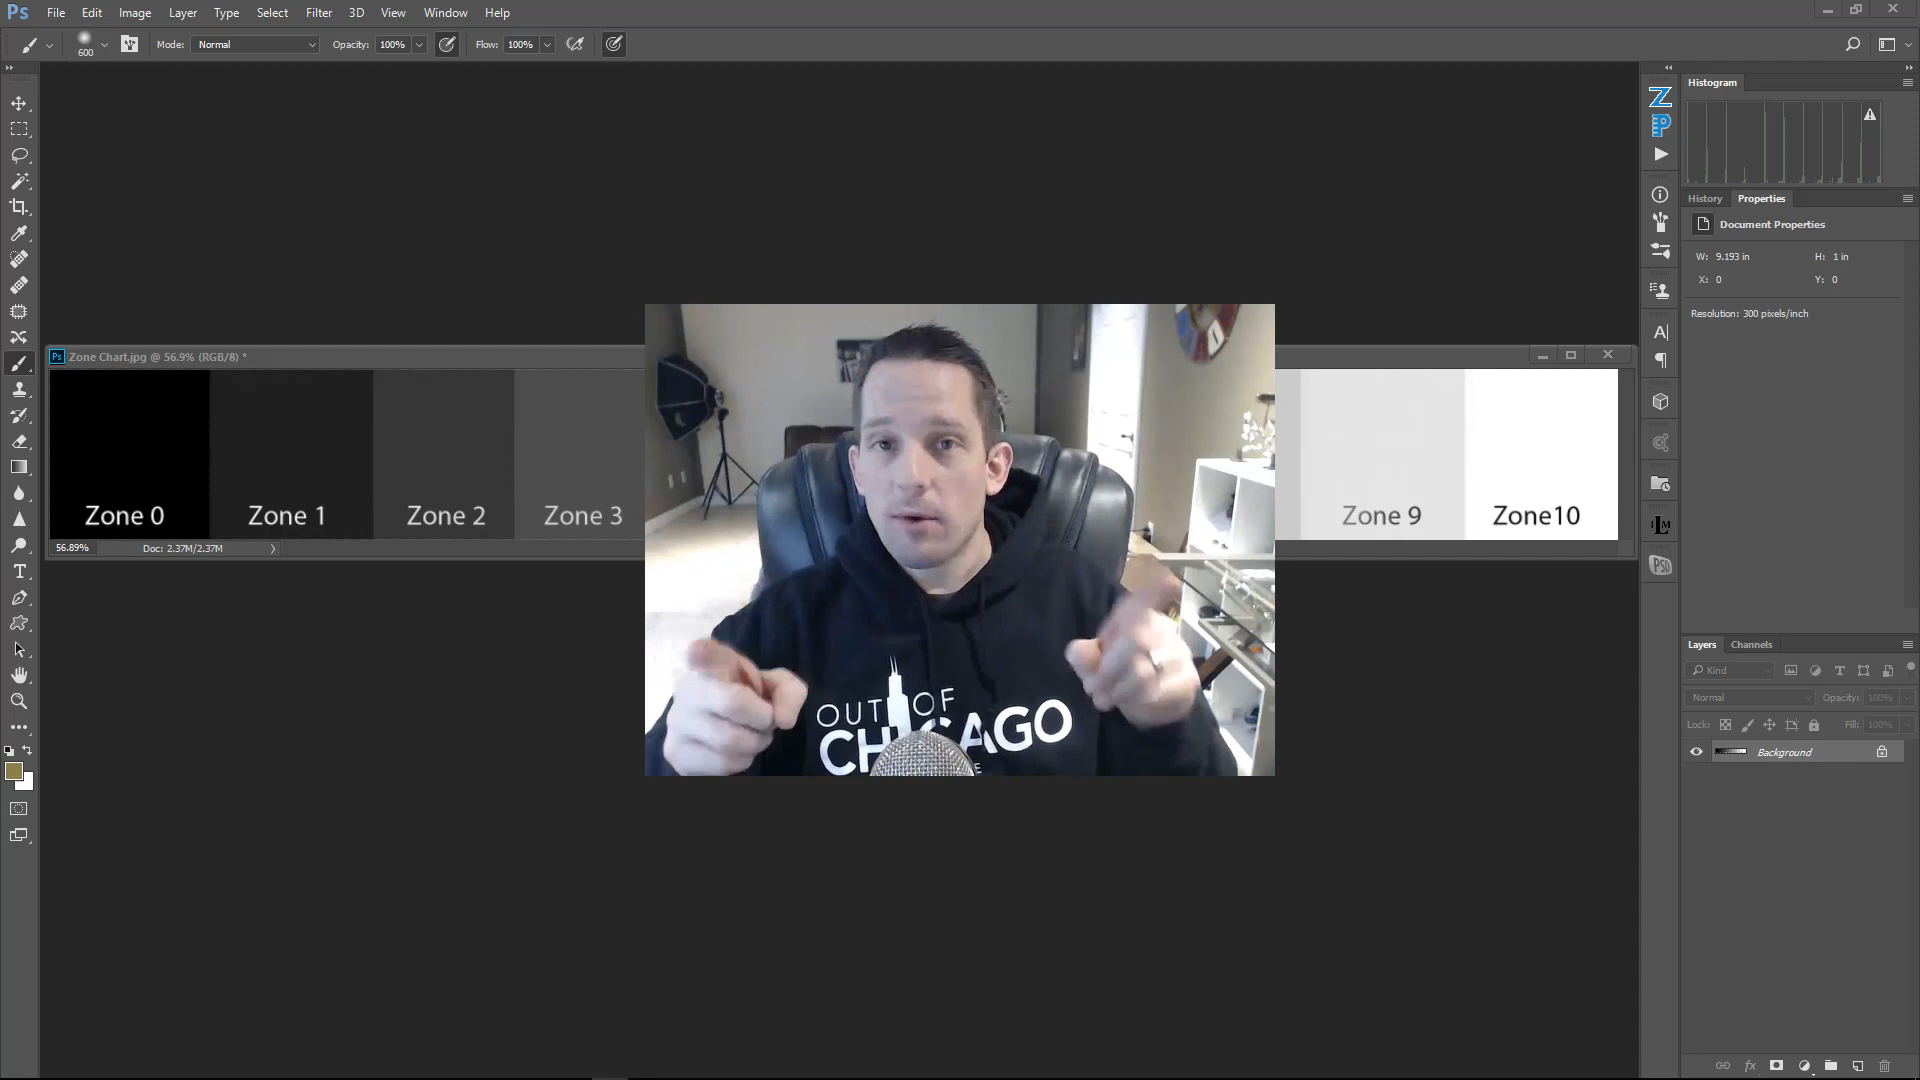 Ps File Edit Image Layer Type Select Filter 3D View Window Help
600 Mode: Normal Opacity: 100% Flow: 100%
Histogram
History Properties
Document Properties
W: 9.193 in H: 1 in
X: 0 Y: 0
Resolution: 300 pixels/inch
Ps Zone Chart.jpg @ 56.9% (RGB/8) *
Zone 0 Zone 1 Zone 2 Zone 3 Zone 9 Zone10
56.89% Doc: 2.37M/2.37M
OUT OF
CHICAGO
Layers Channels
Kind
Normal Opacity: 100%
Lock: Fill: 100%
Background